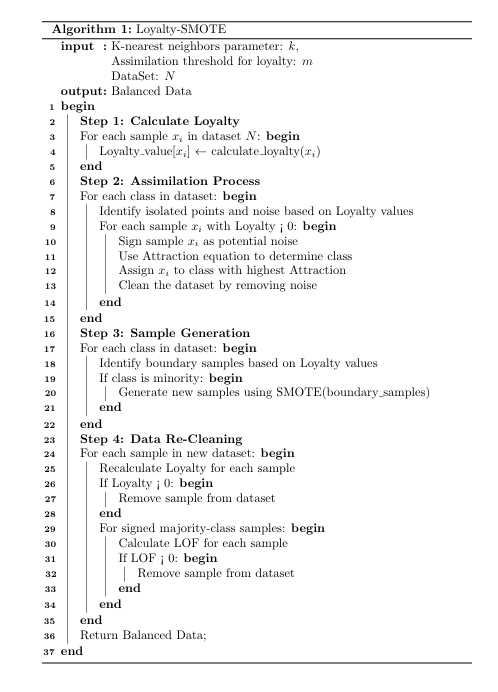 Algorithm 1: Loyalty-SMOTE
input : K-nearest neighbors parameter: k,
Assimilation threshold for loyalty: m
DataSet: N
output: Balanced Data
1 begin
2 Step 1: Calculate Loyalty
3 For each sample xᵢ in dataset N: begin
4 Loyalty_value[xᵢ] ← calculate_loyalty(xᵢ)
5 end
6 Step 2: Assimilation Process
7 For each class in dataset: begin
8 Identify isolated points and noise based on Loyalty values
9 For each sample xᵢ with Loyalty ¡ 0: begin
10 Sign sample xᵢ as potential noise
11 Use Attraction equation to determine class
12 Assign xᵢ to class with highest Attraction
13 Clean the dataset by removing noise
14 end
15 end
16 Step 3: Sample Generation
17 For each class in dataset: begin
18 Identify boundary samples based on Loyalty values
19 If class is minority: begin
20 Generate new samples using SMOTE(boundary_samples)
21 end
22 end
23 Step 4: Data Re-Cleaning
24 For each sample in new dataset: begin
25 Recalculate Loyalty for each sample
26 If Loyalty ¡ 0: begin
27 Remove sample from dataset
28 end
29 For signed majority-class samples: begin
30 Calculate LOF for each sample
31 If LOF ¡ 0: begin
32 Remove sample from dataset
33 end
34 end
35 end
36 Return Balanced Data;
37 end